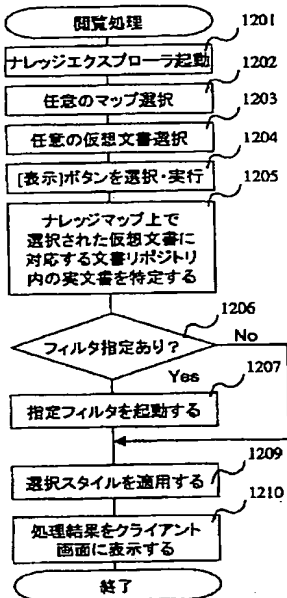 閲覧処理
1201
ナレッジエクスプローラ起動
1202
任意のマップ選択
1203
任意の仮想文書選択
1204
[表示]ボタンを選択・実行
1205
ナレッジマップ上で
選択された仮想文書に
対応する文書リポジトリ
内の実文書を特定する
1206
フィルタ指定あり?
No
Yes
1207
指定フィルタを起動する
1209
選択スタイルを適用する
1210
処理結果をクライアント
画面に表示する
終了